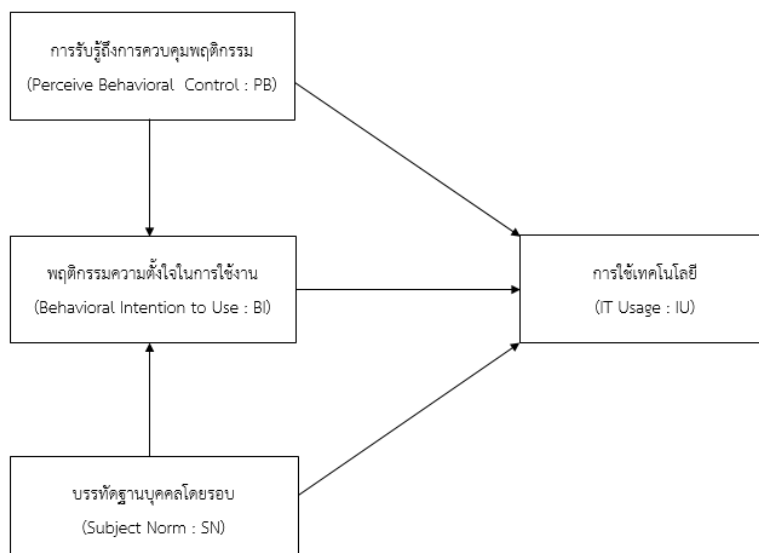 การรับรู้ถึงการควบคุมพฤติกรรม
(Perceive Behavioral Control : PB)
พฤติกรรมความตั้งใจในการใช้งาน
(Behavioral Intention to Use : BI)
การใช้เทคโนโลยี
(IT Usage : IU)
บรรทัดฐานบุคคลโดยรอบ
(Subject Norm : SN)